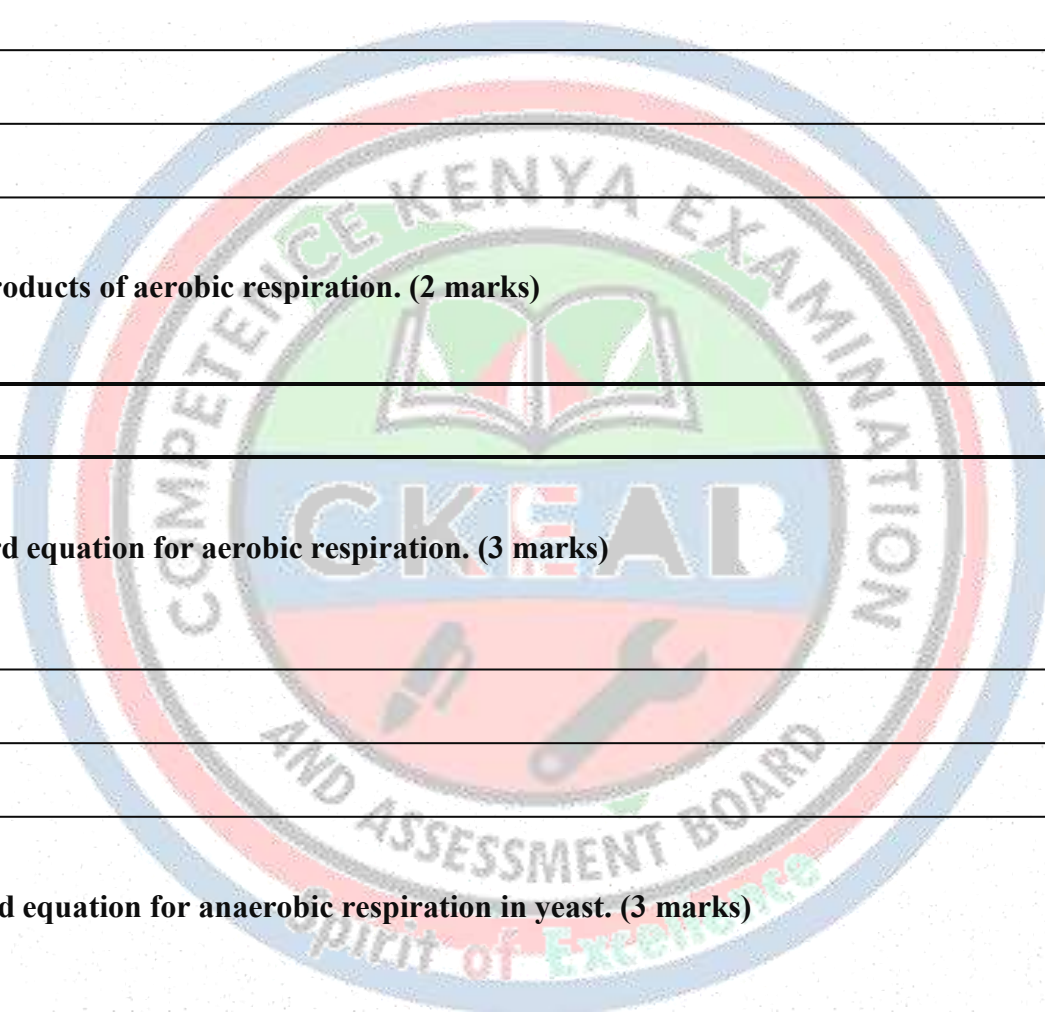 roducts of aerobic respiration. (2 marks)
rd equation for aerobic respiration. (3 marks)
d equation for anaerobic respiration in yeast. (3 marks)
COMPETENCE KENYA EXAMINATION
CKEAB
AND ASSESSMENT BOARD
Spirit of Excellence